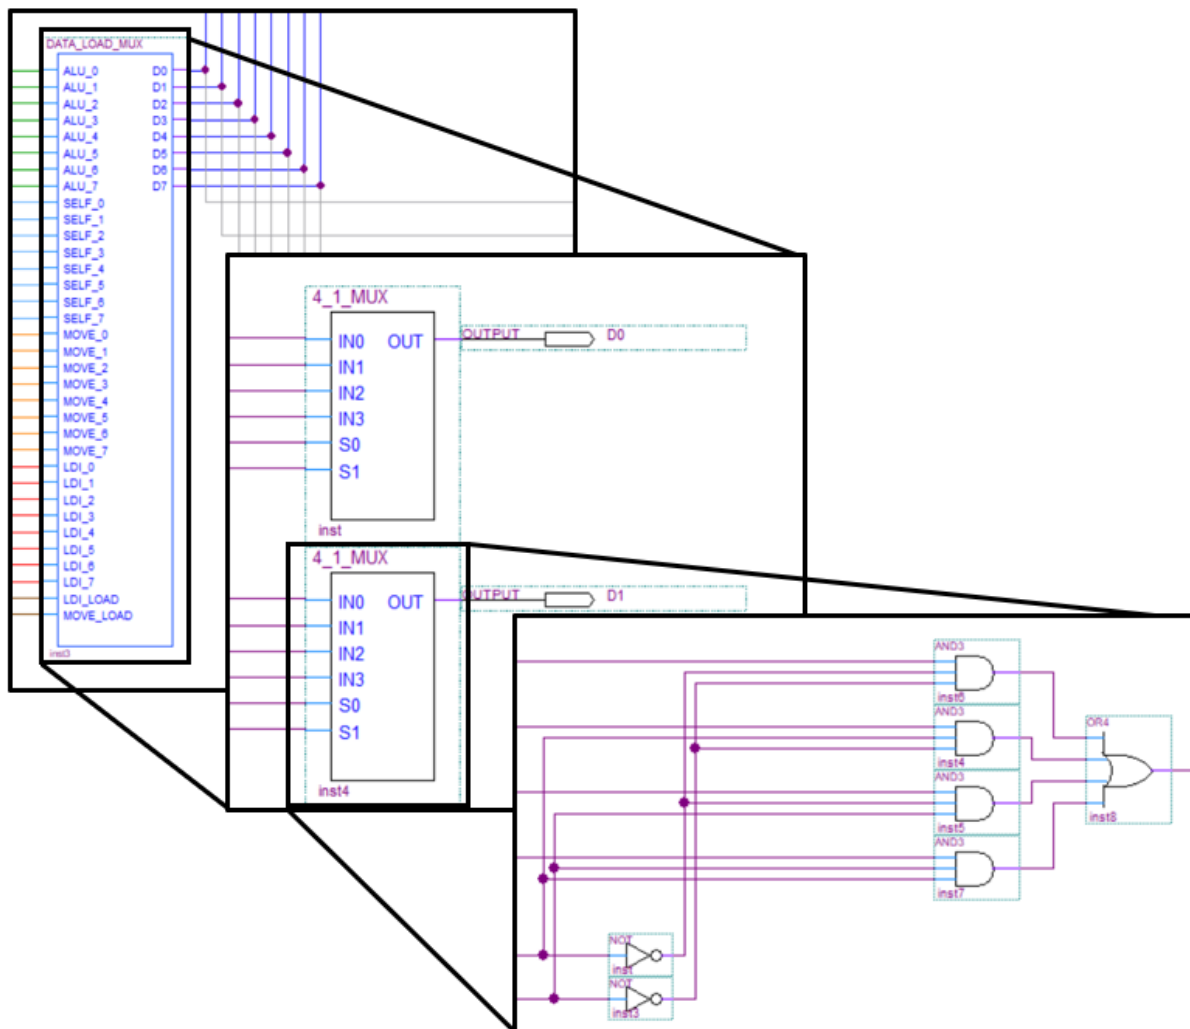 DATA_LOAD_MUX
ALU_0 D0
ALU_1 D1
ALU_2 D2
ALU_3 D3
ALU_4 D4
ALU_5 D5
ALU_6 D6
ALU_7 D7
SELF_0
SELF_1
SELF_2
SELF_3
SELF_4
SELF_5
SELF_6
SELF_7
MOVE_0
MOVE_1
MOVE_2
MOVE_3
MOVE_4
MOVE_5
MOVE_6
MOVE_7
LDI_0
LDI_1
LDI_2
LDI_3
LDI_4
LDI_5
LDI_6
LDI_7
LDI_LOAD
MOVE_LOAD
inst3
4_1_MUX
IN0 OUT
OUTPUT D0
IN1
IN2
IN3
S0
S1
inst
4_1_MUX
IN0 OUT
OUTPUT D1
IN1
IN2
IN3
S0
S1
inst4
AND3
inst6
AND3
inst4
AND3
inst5
AND3
inst7
OR4
inst8
NOT
inst
NOT
inst3